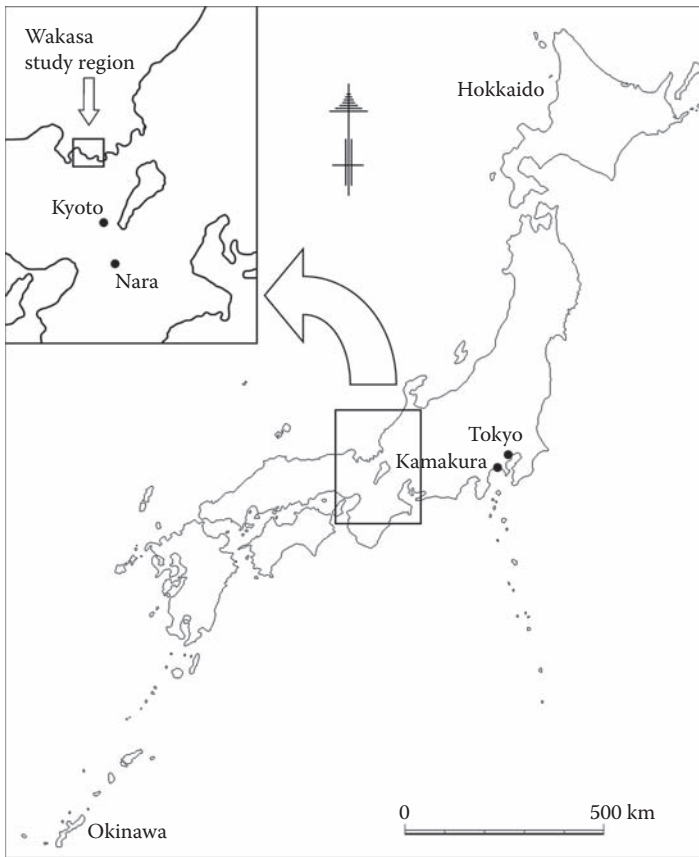 Wakasa
study region
Hokkaido
Kyoto
Nara
Tokyo
Kamakura
0 500 km
Okinawa